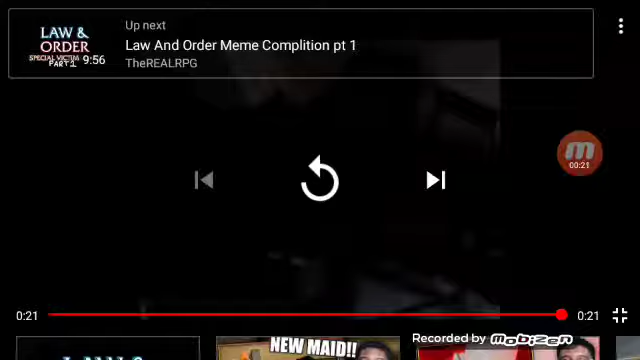 Up next
Law And Order Meme Complition pt 1
TheREALRPG
LAW &
ORDER
SPECIAL VICTIM
PART 1
9:56
00:21
0:21
0:21
Recorded by mobizen
NEW MAID!!